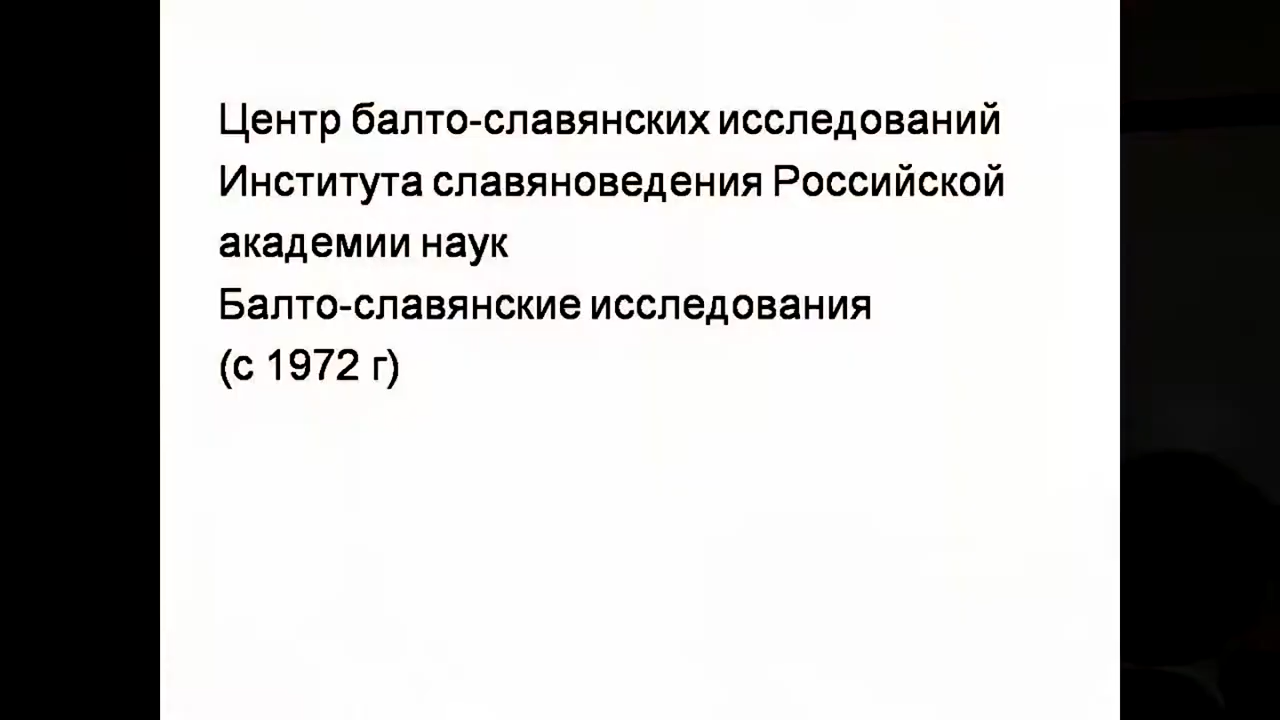 Центр балто-славянских исследований
Института славяноведения Российской
академии наук
Балто-славянские исследования
(с 1972 г)